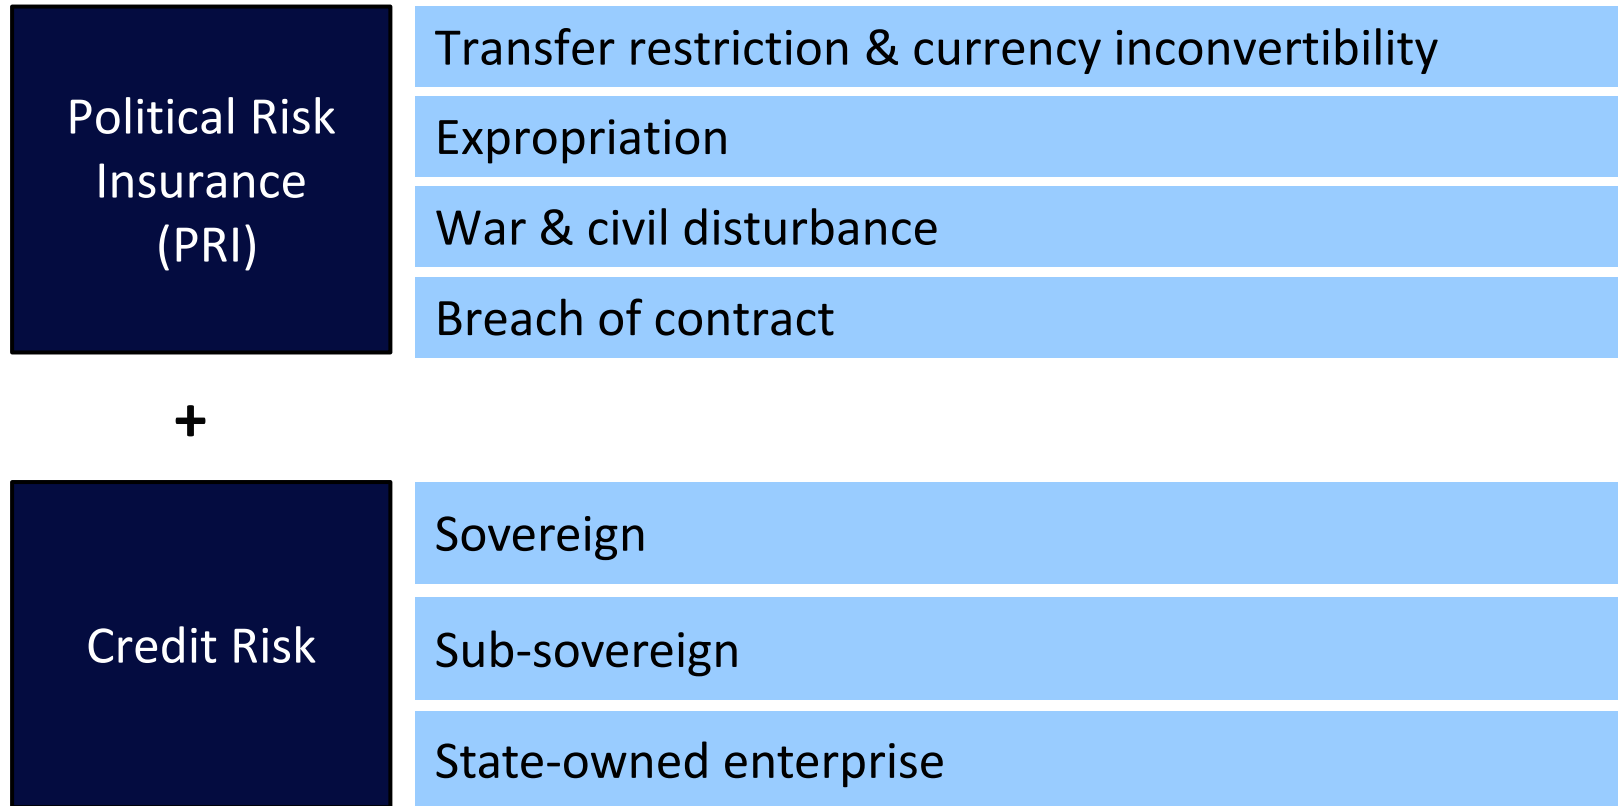 Political Risk
Insurance
(PRI)
Transfer restriction & currency inconvertibility
Expropriation
War & civil disturbance
Breach of contract
+
Credit Risk
Sovereign
Sub-sovereign
State-owned enterprise